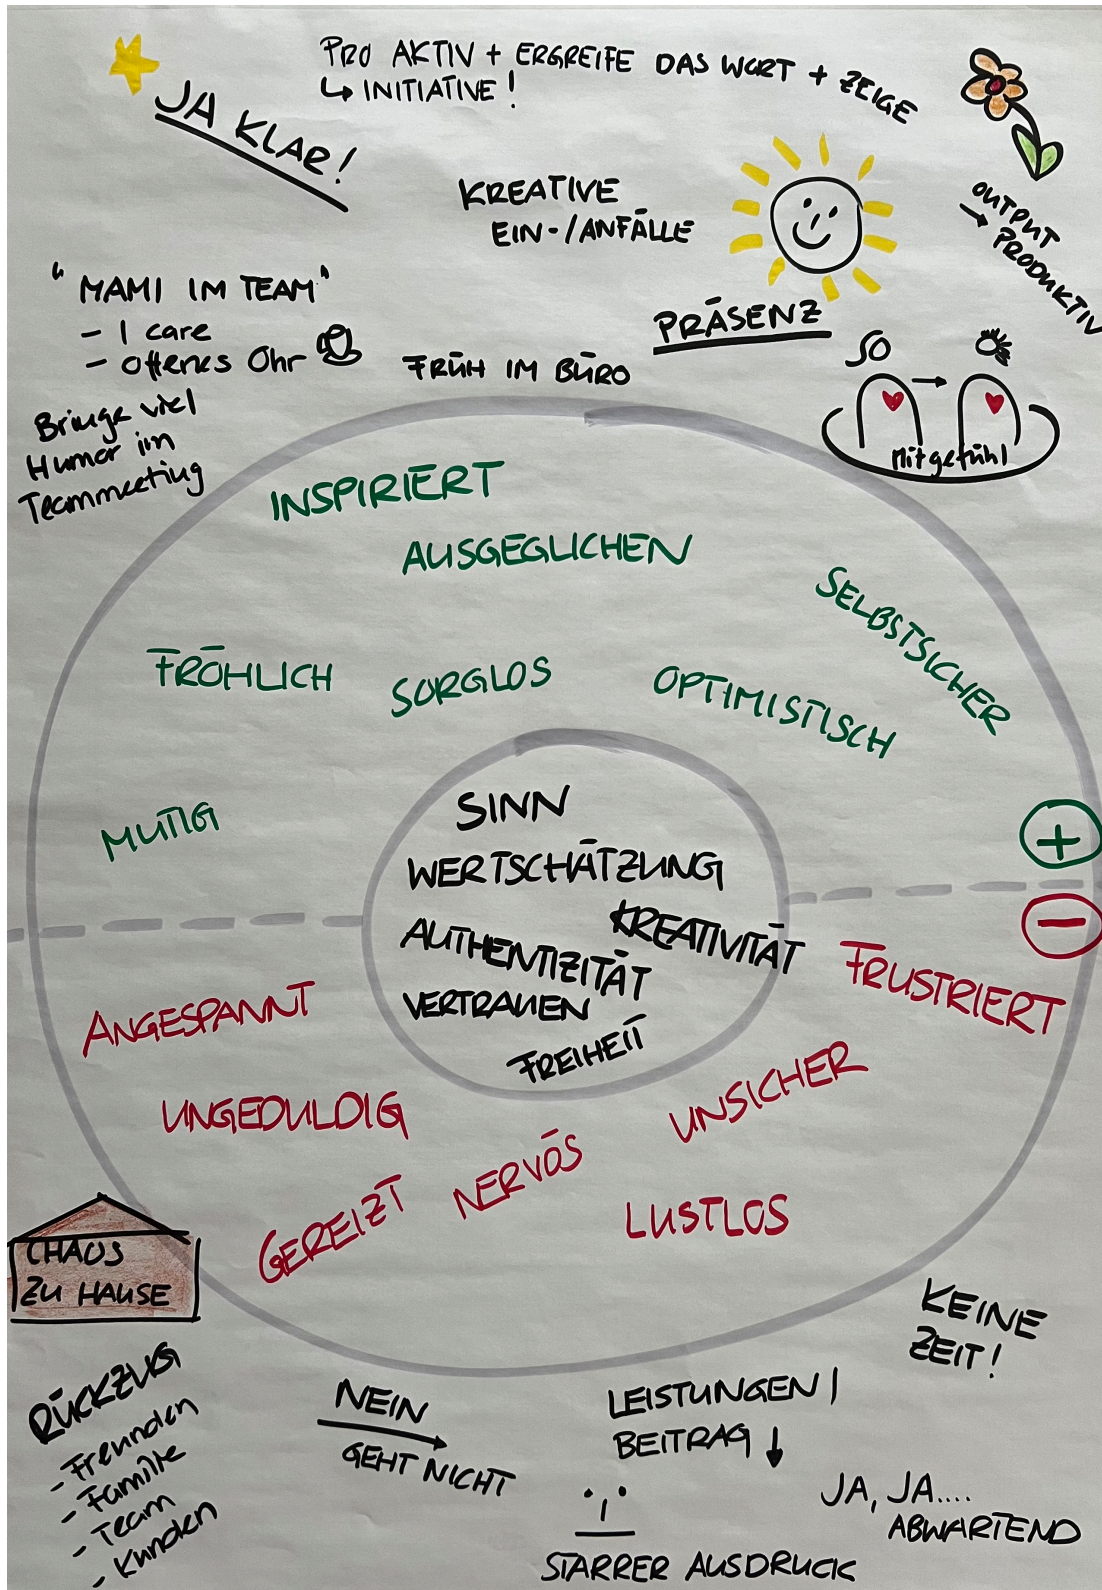 PRO AKTIV + ERGREIFE DAS WORT + ZEIGE
↳ INITIATIVE!
JA KLAR!
KREATIVE
EIN-/ANFÄLLE
OUTPUT
→ PRODUKTIV
"MAMI IM TEAM"
- I care
- offenes Ohr
Bringe viel
Humor im
Teammeeting
FRÜH IM BÜRO
PRÄSENZ
SO
Mitgefühl
INSPIRIERT
AUSGEGLICHEN
SELBSTSICHER
FRÖHLICH
SORGLOS
OPTIMISTISCH
MUTIG
+
SINN
WERTSCHÄTZUNG
KREATIVITÄT
AUTHENTIZITÄT
VERTRAUEN
FREIHEIT
−
FRUSTRIERT
ANGESPANNT
UNGEDULDIG
UNSICHER
NERVÖS
GEREIZT
LUSTLOS
CHAOS
ZU HAUSE
KEINE
ZEIT!
RÜCKZUG
- Freunden
- Familie
- Team
- Kunden
NEIN
→
GEHT NICHT
LEISTUNGEN/
BEITRAG ↓
JA, JA....
ABWARTEND
STARRER AUSDRUCK